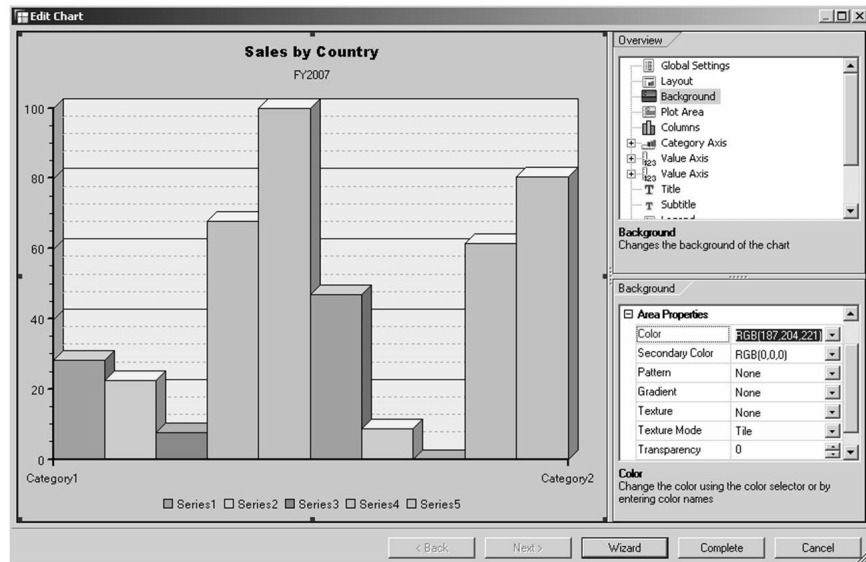 Edit Chart
Sales by Country
FY2007
100
80
60
40
20
0
Category1
Category2
Series1 Series2 Series3 Series4 Series5
Overview
Global Settings
Layout
Background
Plot Area
Columns
Category Axis
Value Axis
Value Axis
Title
Subtitle
Legend
Background
Changes the background of the chart
Background
Area Properties
Color RGB(187,204,221)
Secondary Color RGB(0,0,0)
Pattern None
Gradient None
Texture None
Texture Mode Tile
Transparency 0
Color
Change the color using the color selector or by
entering color names
< Back Next > Wizard Complete Cancel